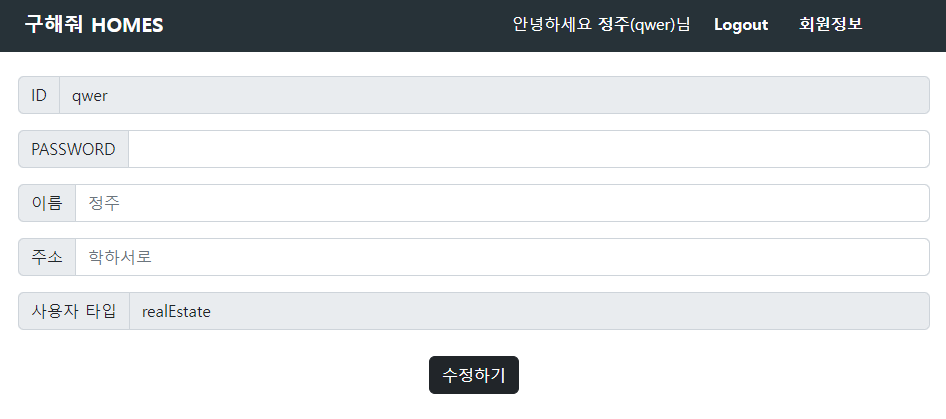 구해줘 HOMES 안녕하세요 정주(qwer)님 Logout 회원정보
ID qwer
PASSWORD
이름 정주
주소 학하서로
사용자 타입 realEstate
수정하기